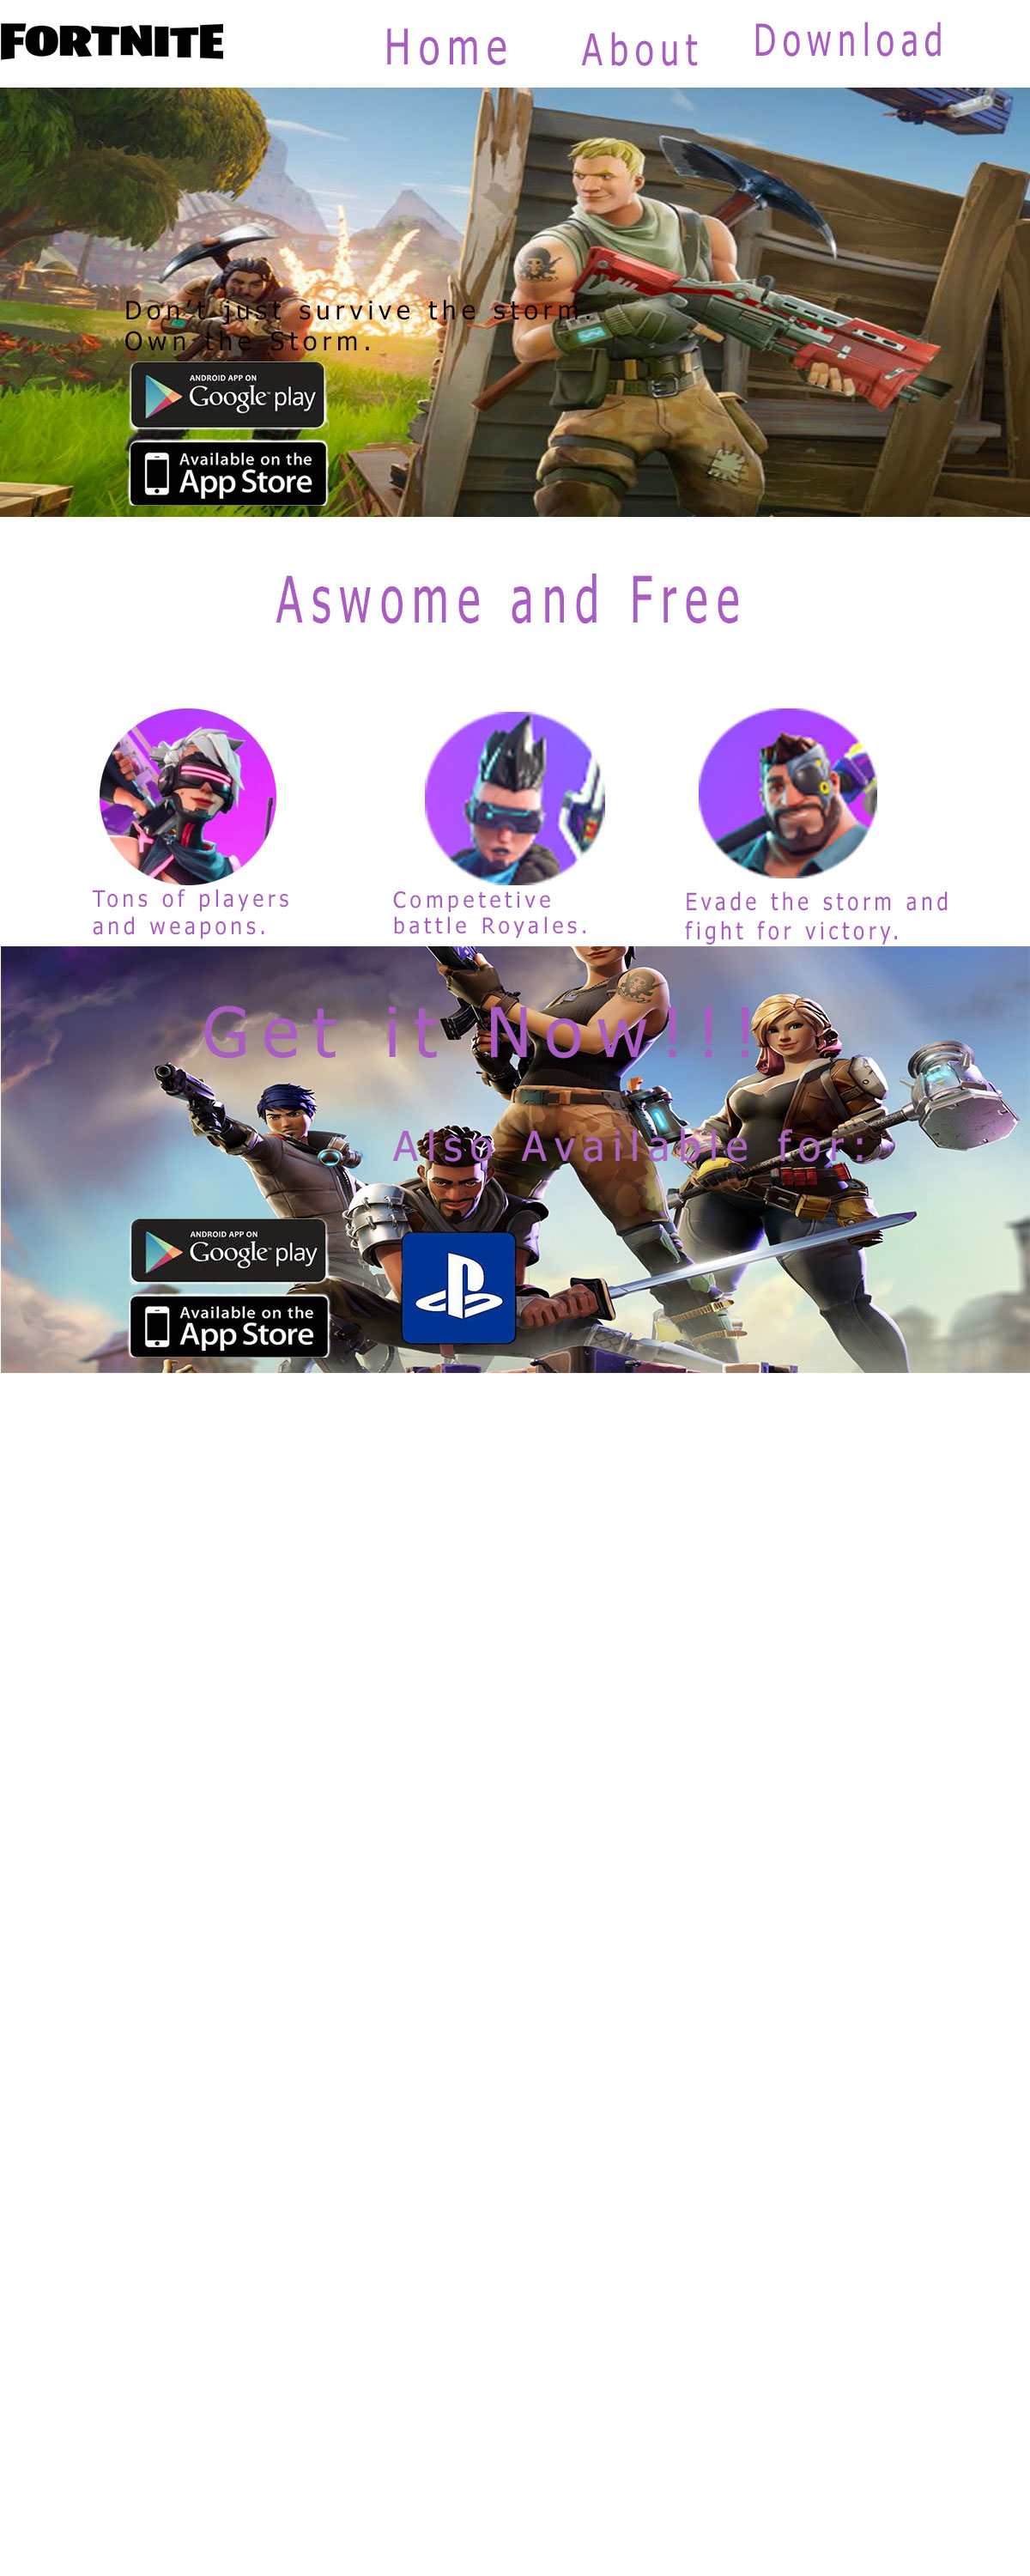 FORTNITE
Home About Download
Don't just survive the storm.
Own the Storm.
ANDROID APP ON
Google play
Available on the
App Store
Aswome and Free
Tons of players
and weapons.
Competetive
battle Royales.
Evade the storm and
fight for victory.
Get it Now!!!
Also Available for:
ANDROID APP ON
Google play
Available on the
App Store